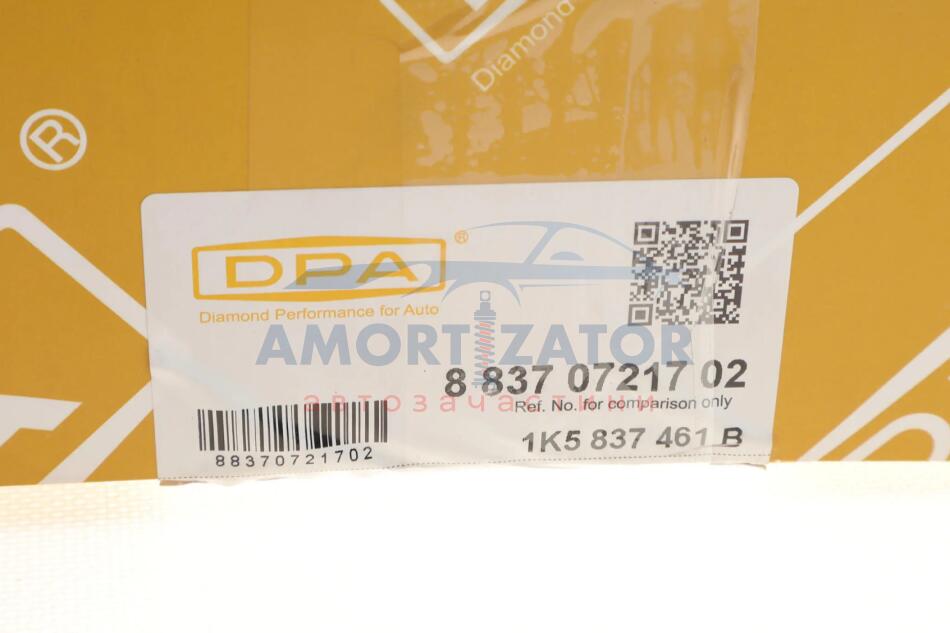 Diamond
®
DPA ®
Diamond Performance for Auto
AMORTIZATOR
8 837 07217 02
автозапчастини
Ref. No. for comparison only
88370721702
1K5 837 461 B